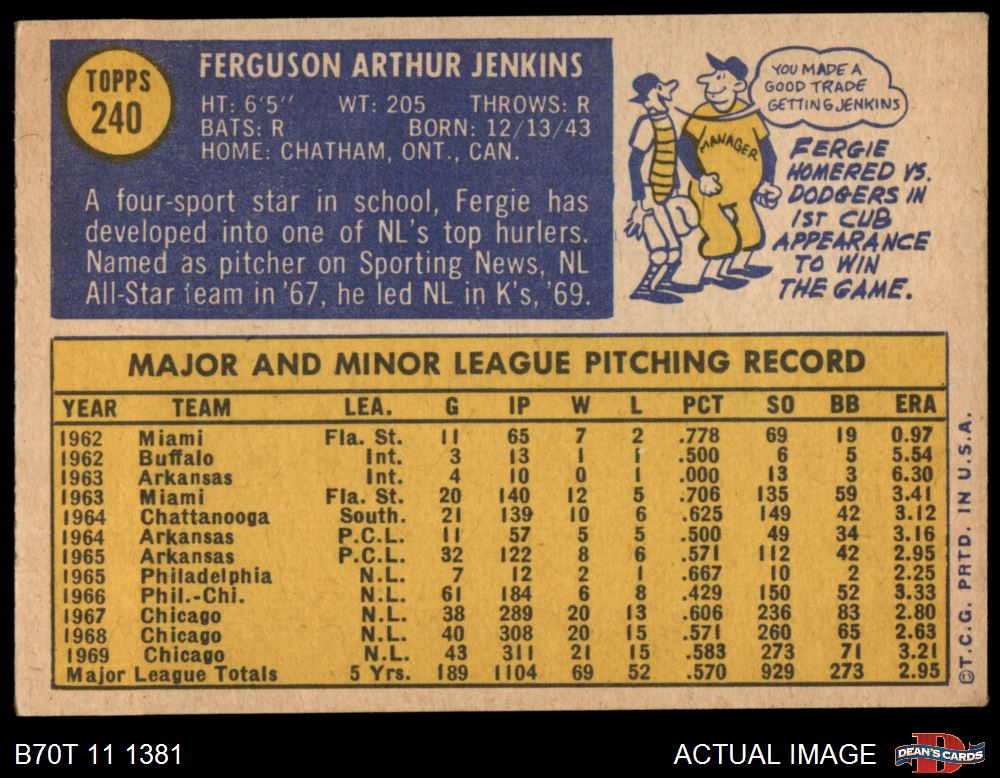 TOPPS
240
FERGUSON ARTHUR JENKINS
HT: 6'5" WT: 205 THROWS: R
BATS: R BORN: 12/13/43
HOME: CHATHAM, ONT., CAN.
A four-sport star in school, Fergie has
developed into one of NL's top hurlers.
Named as pitcher on Sporting News, NL
All-Star team in '67, he led NL in K's, '69.
YOU MADE A
GOOD TRADE
GETTING JENKINS
MANAGER
FERGIE
HOMERED VS.
DODGERS IN
1ST CUB
APPEARANCE
TO WIN
THE GAME.
MAJOR AND MINOR LEAGUE PITCHING RECORD
YEAR TEAM LEA. G IP W L PCT SO BB ERA
1962 Miami Fla. St. 11 65 7 2 .778 69 19 0.97
1962 Buffalo Int. 3 13 1 1 .500 6 5 5.54
1963 Arkansas Int. 4 10 0 1 .000 13 3 6.30
1963 Miami Fla. St. 20 140 12 5 .706 135 59 3.41
1964 Chattanooga South. 21 139 10 6 .625 149 42 3.12
1964 Arkansas P.C.L. 11 57 5 5 .500 49 34 3.16
1965 Arkansas P.C.L. 32 122 8 6 .571 112 42 2.95
1965 Philadelphia N.L. 7 12 2 1 .667 10 2 2.25
1966 Phil.-Chi. N.L. 61 184 6 8 .429 150 52 3.33
1967 Chicago N.L. 38 289 20 13 .606 236 83 2.80
1968 Chicago N.L. 40 308 20 15 .571 260 65 2.63
1969 Chicago N.L. 43 311 21 15 .583 273 71 3.21
Major League Totals 5 Yrs. 189 1104 69 52 .570 929 273 2.95
©T.C.G. PRTD. IN U.S.A.
B70T 11 1381
ACTUAL IMAGE
DEAN'S CARDS